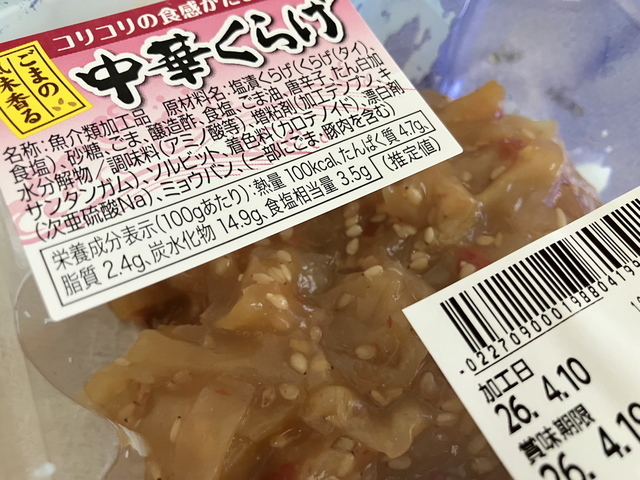 コリコリの食感がたま
ごまの
風味香る
中華くらげ
名称:魚介類加工品 原材料名:塩漬くらげ(くらげ(タイ)、
食塩)、砂糖、ごま、醸造酢、食塩、ごま油、唐辛子、たん白加
水分解物／調味料(アミノ酸等)、増粘剤(加工デンプン、キ
サンタンガム)、ソルビット、着色料(カロテノイド)、漂白剤
(次亜硫酸Na)、ミョウバン、(一部にごま・豚肉を含む)
栄養成分表示(100gあたり):熱量 100kcal、たんぱく質 4.7g、
脂質 2.4g、炭水化物 14.9g、食塩相当量 3.5g (推定値)
0227090001988041
加工日
26. 4.10
賞味期限
26. 4.19